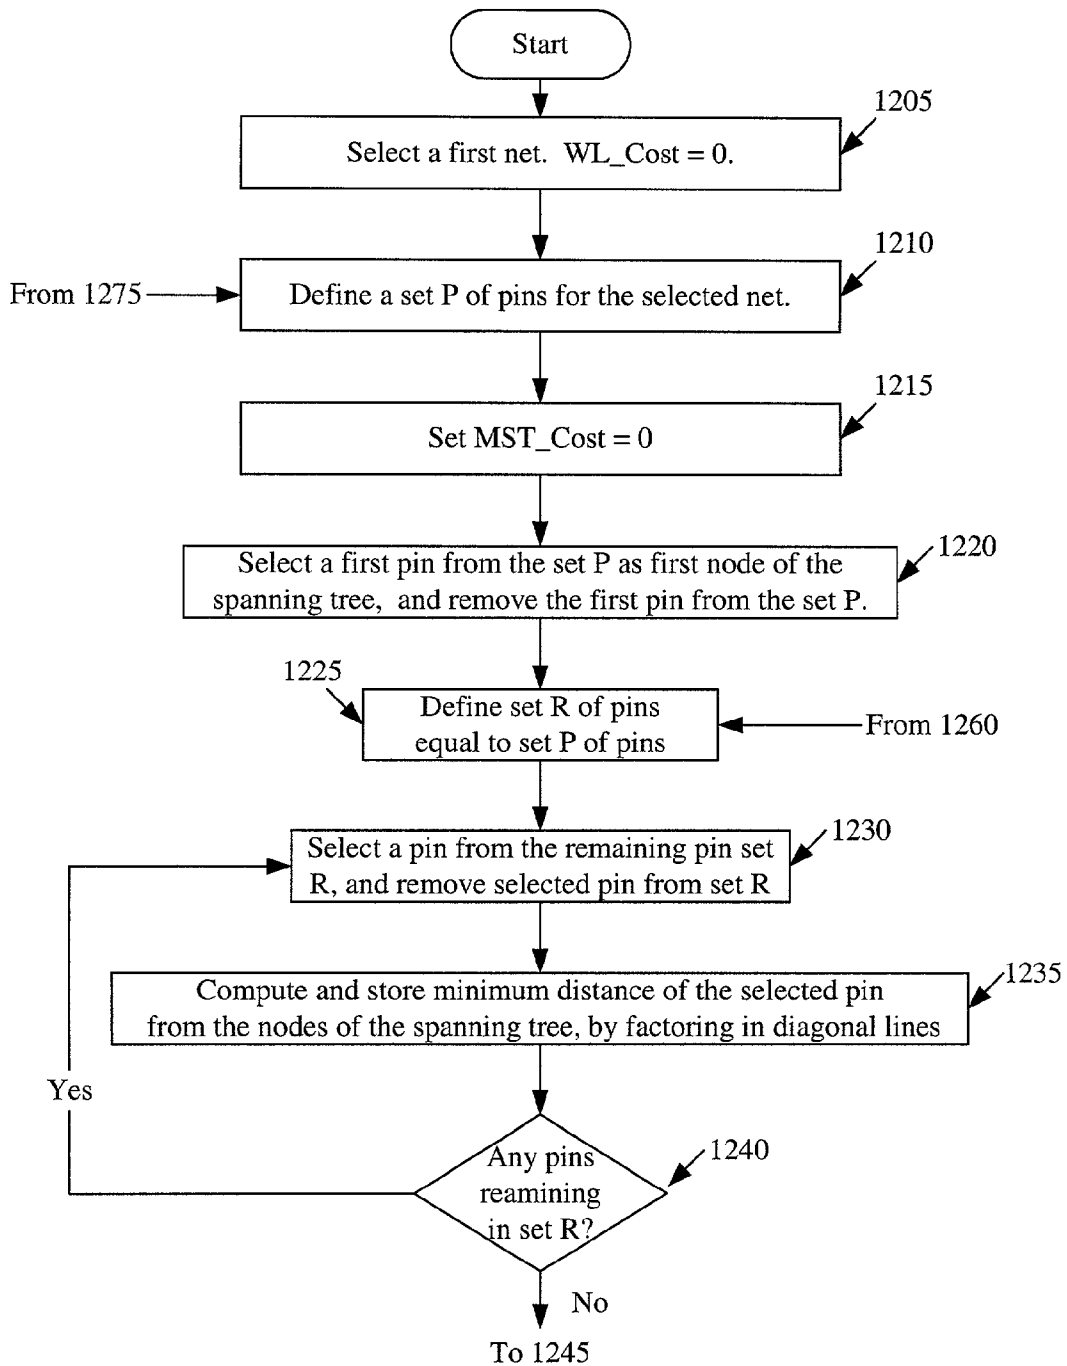 Start
1205
Select a first net.  WL_Cost = 0.
1210
From 1275
Define a set P of pins for the selected net.
1215
Set MST_Cost = 0
1220
Select a first pin from the set P as first node of the
spanning tree,  and remove the first pin from the set P.
1225
Define set R of pins
equal to set P of pins
From 1260
1230
Select a pin from the remaining pin set
R, and remove selected pin from set R
1235
Compute and store minimum distance of the selected pin
from the nodes of the spanning tree, by factoring in diagonal lines
Yes
1240
Any pins
reamining
in set R?
No
To 1245